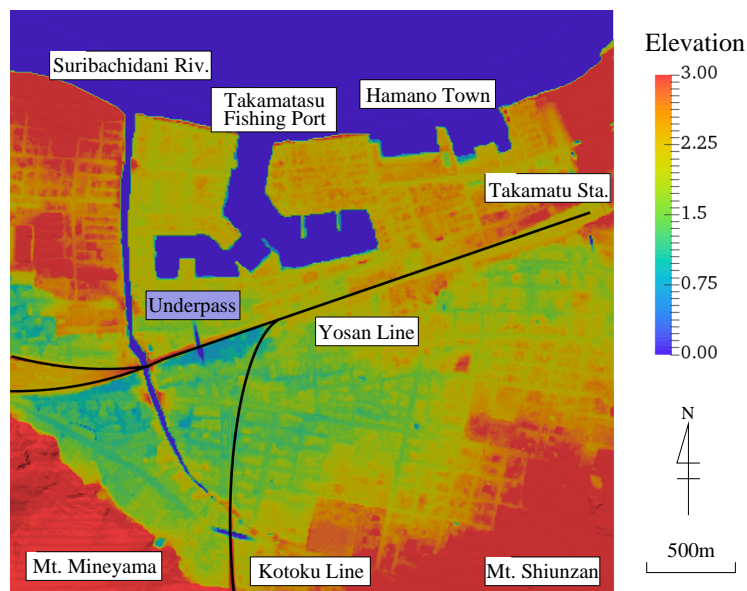 Suribachidani Riv.
Takamatasu
Fishing Port
Hamano Town
Takamatu Sta.
Underpass
Yosan Line
Mt. Mineyama
Kotoku Line
Mt. Shiunzan
Elevation
3.00
2.25
1.5
0.75
0.00
N
500m